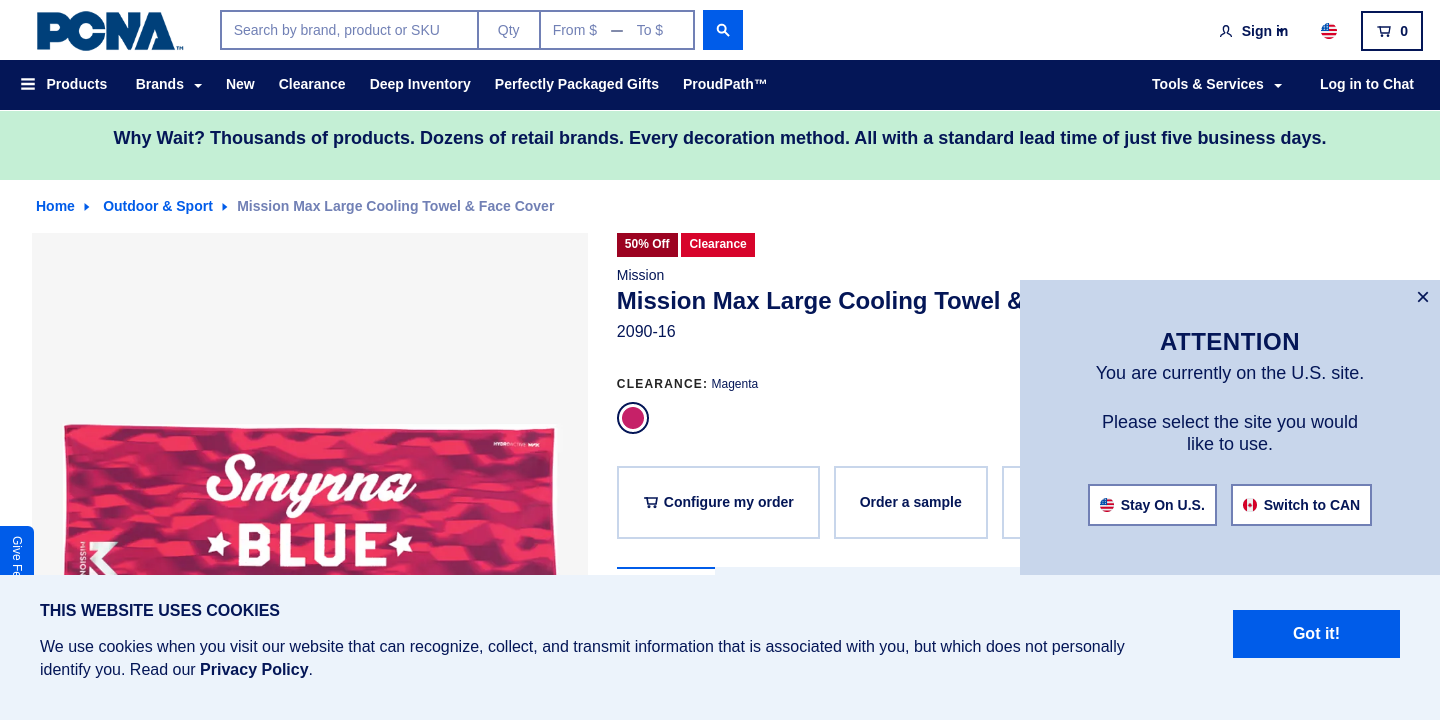 PCNA™
Search by brand, product or SKU
Qty
From $ — To $
Sign in
0
Products
Brands
New
Clearance
Deep Inventory
Perfectly Packaged Gifts
ProudPath™
Tools & Services
Log in to Chat
Why Wait? Thousands of products. Dozens of retail brands. Every decoration method. All with a standard lead time of just five business days.
Home
Outdoor & Sport
Mission Max Large Cooling Towel & Face Cover
50% Off
Clearance
Mission
Mission Max Large Cooling Towel &
2090-16
CLEARANCE: Magenta
Configure my order
Order a sample
HYDROACTIVE MAX
Smyrna
BLUE
MISSION
Give Fe
×
ATTENTION
You are currently on the U.S. site.
Please select the site you would
like to use.
Stay On U.S.
Switch to CAN
THIS WEBSITE USES COOKIES
We use cookies when you visit our website that can recognize, collect, and transmit information that is associated with you, but which does not personally
identify you. Read our Privacy Policy.
Got it!